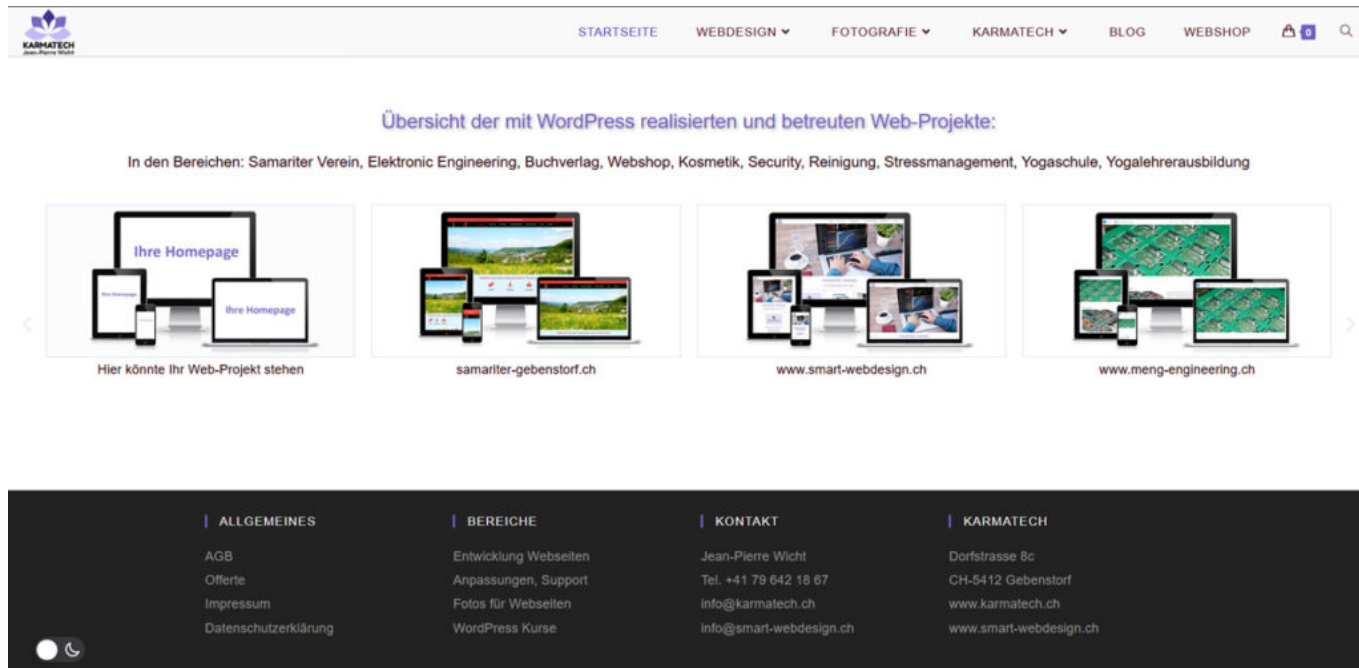 KARMATECH
Jean-Pierre Wicht
STARTSEITE
WEBDESIGN
FOTOGRAFIE
KARMATECH
BLOG
WEBSHOP
0
Übersicht der mit WordPress realisierten und betreuten Web-Projekte:
In den Bereichen: Samariter Verein, Elektronic Engineering, Buchverlag, Webshop, Kosmetik, Security, Reinigung, Stressmanagement, Yogaschule, Yogalehrerausbildung
Ihre Homepage
Ihre Homepage
Ihre Homepage
Hier könnte Ihr Web-Projekt stehen
samariter-gebenstorf.ch
www.smart-webdesign.ch
www.meng-engineering.ch
ALLGEMEINES
AGB
Offerte
Impressum
Datenschutzerklärung
BEREICHE
Entwicklung Webseiten
Anpassungen, Support
Fotos für Webseiten
WordPress Kurse
KONTAKT
Jean-Pierre Wicht
Tel. +41 79 642 18 67
info@karmatech.ch
info@smart-webdesign.ch
KARMATECH
Dorfstrasse 8c
CH-5412 Gebenstorf
www.karmatech.ch
www.smart-webdesign.ch